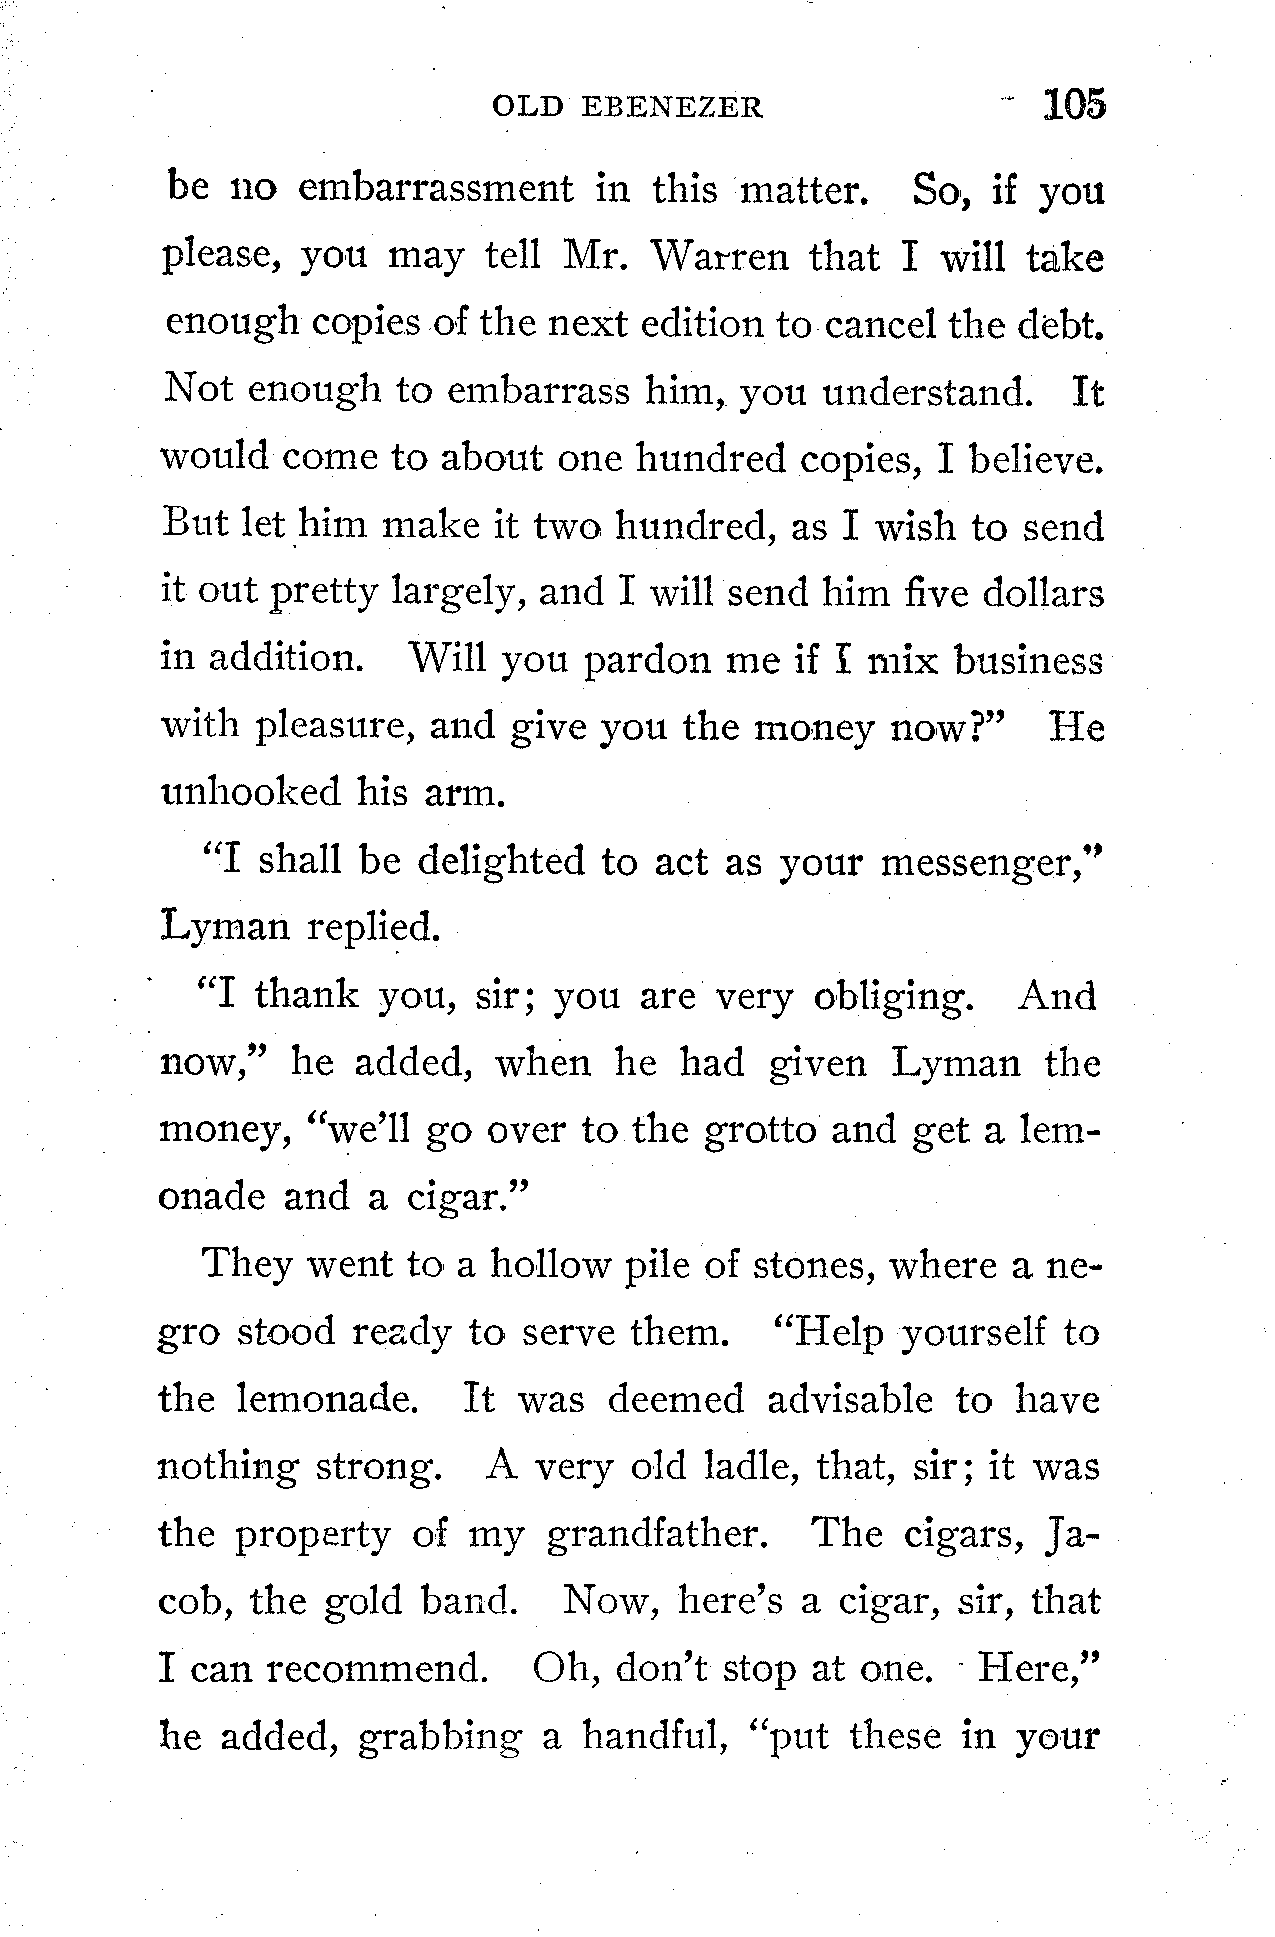 OLD EBENEZER 105
be no embarrassment in this matter. So, if you
please, you may tell Mr. Warren that I will take
enough copies of the next edition to cancel the debt.
Not enough to embarrass him, you understand. It
would come to about one hundred copies, I believe.
But let him make it two hundred, as I wish to send
it out pretty largely, and I will send him five dollars
in addition. Will you pardon me if I mix business
with pleasure, and give you the money now?” He
unhooked his arm.
“I shall be delighted to act as your messenger,”
Lyman replied.
“I thank you, sir; you are very obliging. And
now,” he added, when he had given Lyman the
money, “we’ll go over to the grotto and get a lem-
onade and a cigar.”
They went to a hollow pile of stones, where a ne-
gro stood ready to serve them. “Help yourself to
the lemonade. It was deemed advisable to have
nothing strong. A very old ladle, that, sir; it was
the property of my grandfather. The cigars, Ja-
cob, the gold band. Now, here’s a cigar, sir, that
I can recommend. Oh, don’t stop at one. Here,”
he added, grabbing a handful, “put these in your